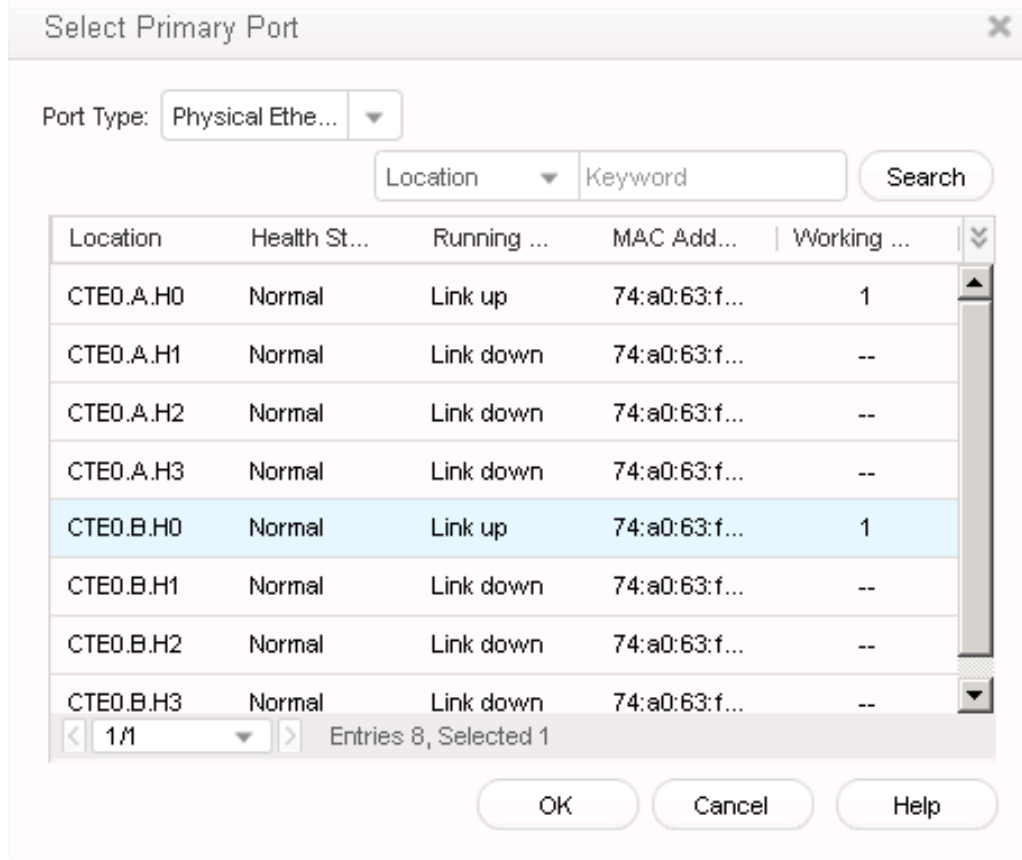 Select Primary Port
Port Type: Physical Ethe...
Location Keyword Search
Location Health St... Running ... MAC Add... Working ...
CTE0.A.H0 Normal Link up 74:a0:63:f... 1
CTE0.A.H1 Normal Link down 74:a0:63:f... --
CTE0.A.H2 Normal Link down 74:a0:63:f... --
CTE0.A.H3 Normal Link down 74:a0:63:f... --
CTE0.B.H0 Normal Link up 74:a0:63:f... 1
CTE0.B.H1 Normal Link down 74:a0:63:f... --
CTE0.B.H2 Normal Link down 74:a0:63:f... --
CTE0.B.H3 Normal Link down 74:a0:63:f... --
1/1 Entries 8, Selected 1
OK Cancel Help